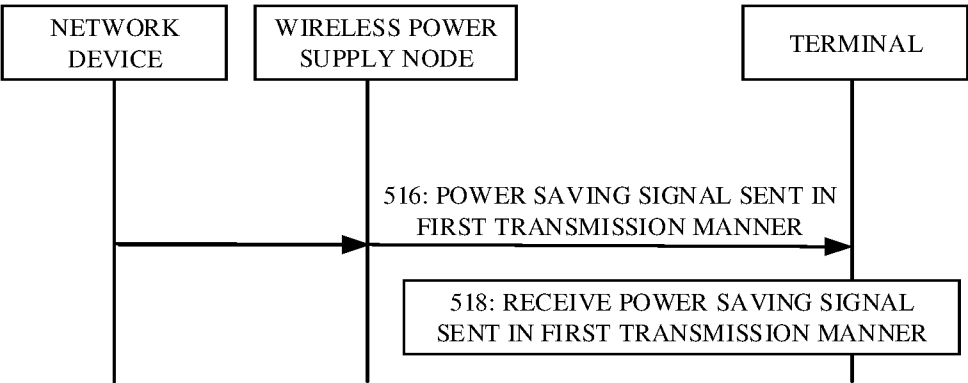 NETWORK
DEVICE
WIRELESS POWER
SUPPLY NODE
TERMINAL
516: POWER SAVING SIGNAL SENT IN
FIRST TRANSMISSION MANNER
518: RECEIVE POWER SAVING SIGNAL
SENT IN FIRST TRANSMISSION MANNER